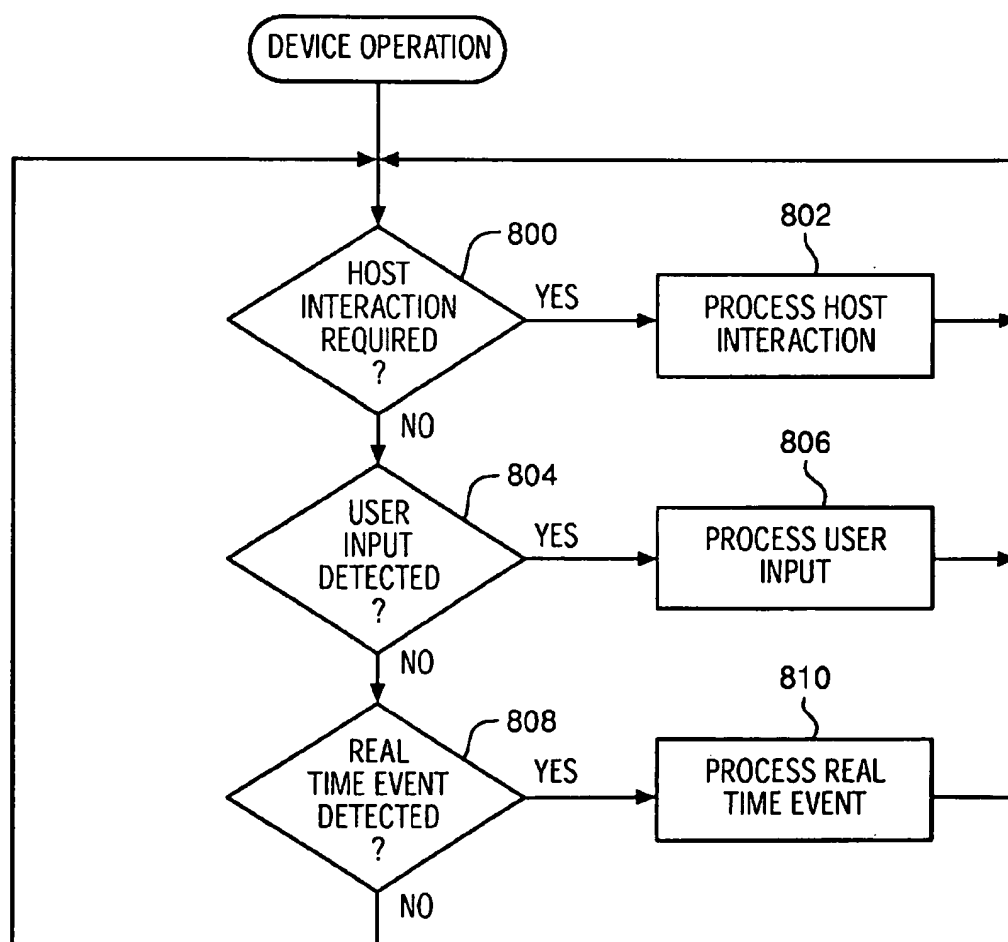 DEVICE OPERATION
800
HOST
INTERACTION
REQUIRED
?
YES
802
PROCESS HOST
INTERACTION
NO
804
USER
INPUT
DETECTED
?
YES
806
PROCESS USER
INPUT
NO
808
REAL
TIME EVENT
DETECTED
?
YES
810
PROCESS REAL
TIME EVENT
NO